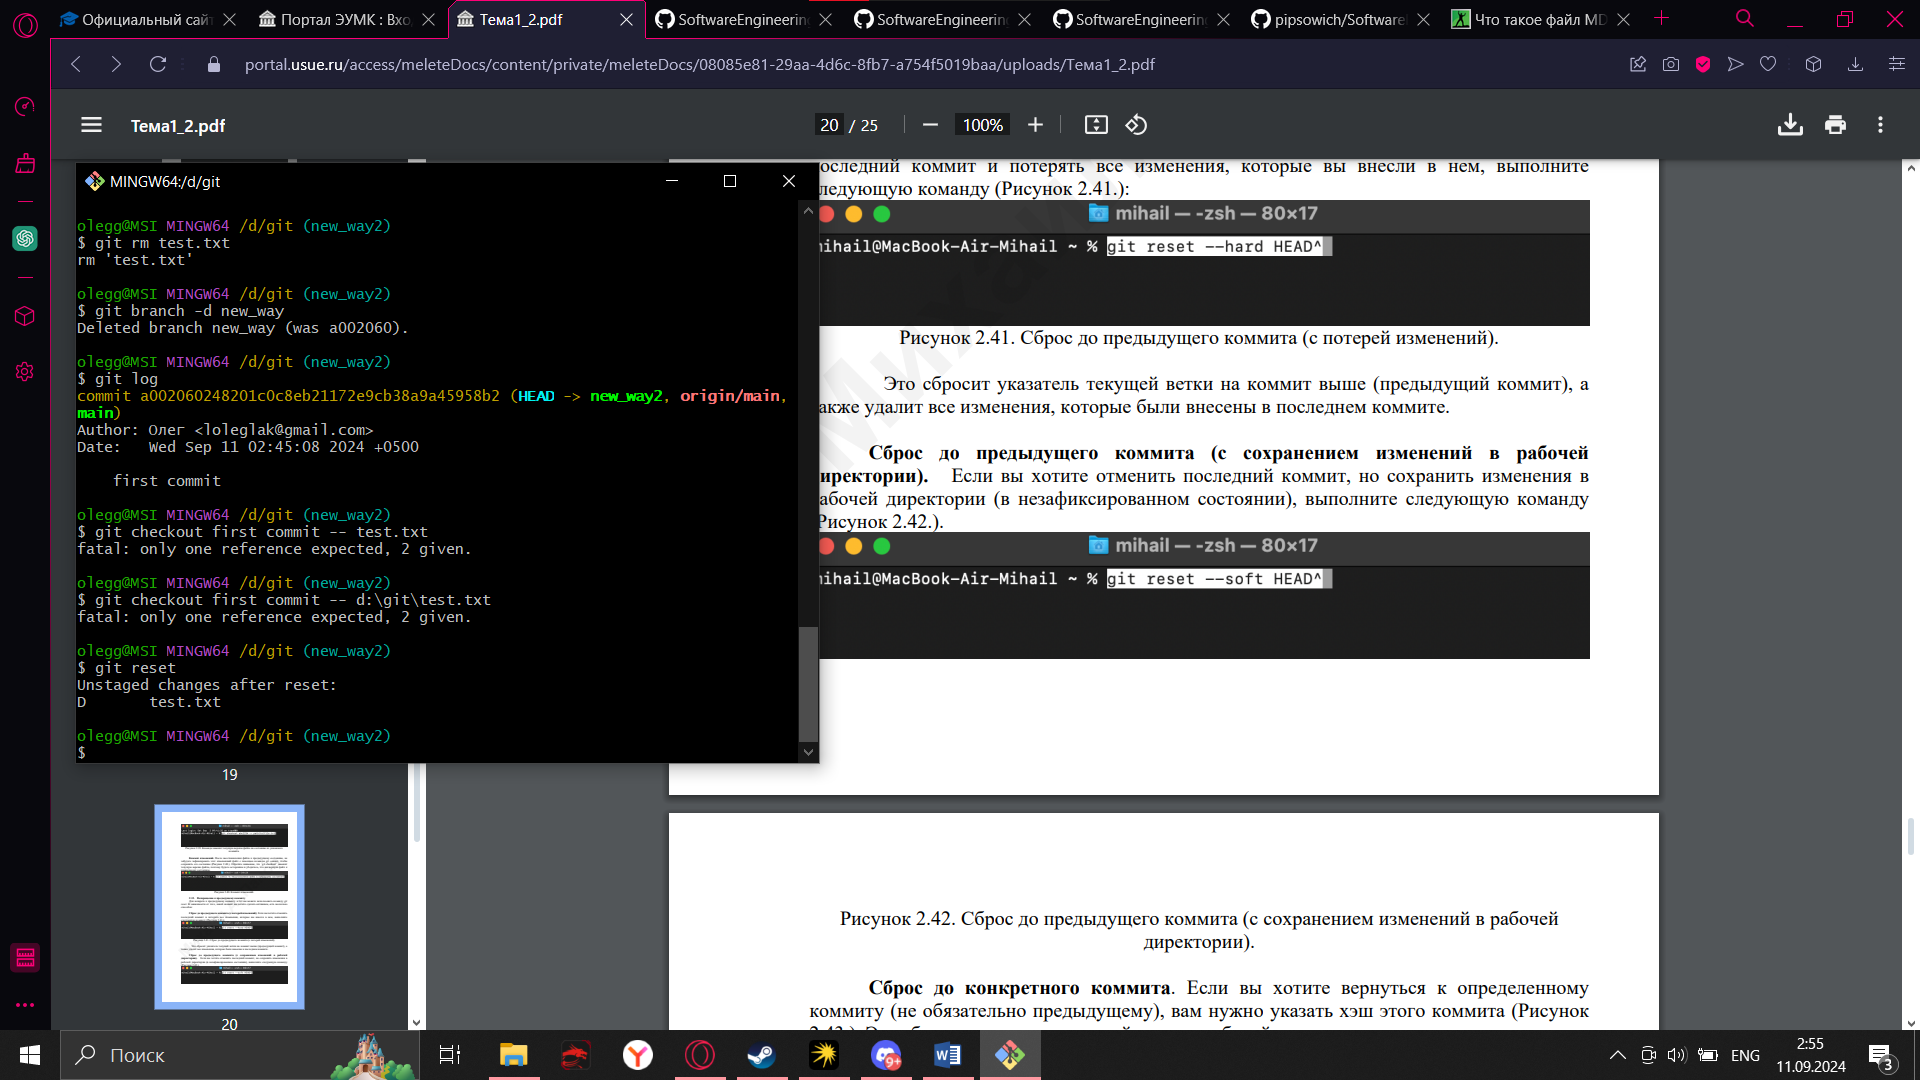 Официальный сайт
Портал ЭУМК : Вхо
Тема1_2.pdf
SoftwareEngineerin
SoftwareEngineerin
SoftwareEngineering
pipsowich/Software
Что такое файл MD
portal.usue.ru/access/meleteDocs/content/private/meleteDocs/08085e81-29aa-4d6c-8fb7-a754f5019baa/uploads/Тема1_2.pdf
Тема1_2.pdf
20 / 25
100%
MINGW64:/d/git
olegg@MSI MINGW64 /d/git (new_way2)
$ git rm test.txt
rm 'test.txt'
olegg@MSI MINGW64 /d/git (new_way2)
$ git branch -d new_way
Deleted branch new_way (was a002060).
olegg@MSI MINGW64 /d/git (new_way2)
$ git log
commit a002060248201c0c8eb21172e9cb38a9a45958b2 (HEAD -> new_way2, origin/main,
main)
Author: Олег <loleglak@gmail.com>
Date:   Wed Sep 11 02:45:08 2024 +0500
first commit
olegg@MSI MINGW64 /d/git (new_way2)
$ git checkout first commit -- test.txt
fatal: only one reference expected, 2 given.
olegg@MSI MINGW64 /d/git (new_way2)
$ git checkout first commit -- d:\git\test.txt
fatal: only one reference expected, 2 given.
olegg@MSI MINGW64 /d/git (new_way2)
$ git reset
Unstaged changes after reset:
D       test.txt
olegg@MSI MINGW64 /d/git (new_way2)
$
19
20
оследний коммит и потерять все изменения, которые вы внесли в нем, выполните
ледующую команду (Рисунок 2.41.):
mihail — -zsh — 80×17
mihail@MacBook-Air-Mihail ~ % git reset --hard HEAD^
Рисунок 2.41. Сброс до предыдущего коммита (с потерей изменений).
Это сбросит указатель текущей ветки на коммит выше (предыдущий коммит), а
акже удалит все изменения, которые были внесены в последнем коммите.
Сброс до предыдущего коммита (с сохранением изменений в рабочей
иректории). Если вы хотите отменить последний коммит, но сохранить изменения в
абочей директории (в незафиксированном состоянии), выполните следующую команду
Рисунок 2.42.).
mihail — -zsh — 80×17
mihail@MacBook-Air-Mihail ~ % git reset --soft HEAD^
Рисунок 2.42. Сброс до предыдущего коммита (с сохранением изменений в рабочей
директории).
Сброс до конкретного коммита. Если вы хотите вернуться к определенному
коммиту (не обязательно предыдущему), вам нужно указать хэш этого коммита (Рисунок
Поиск
9+
ENG
2:55
11.09.2024
3